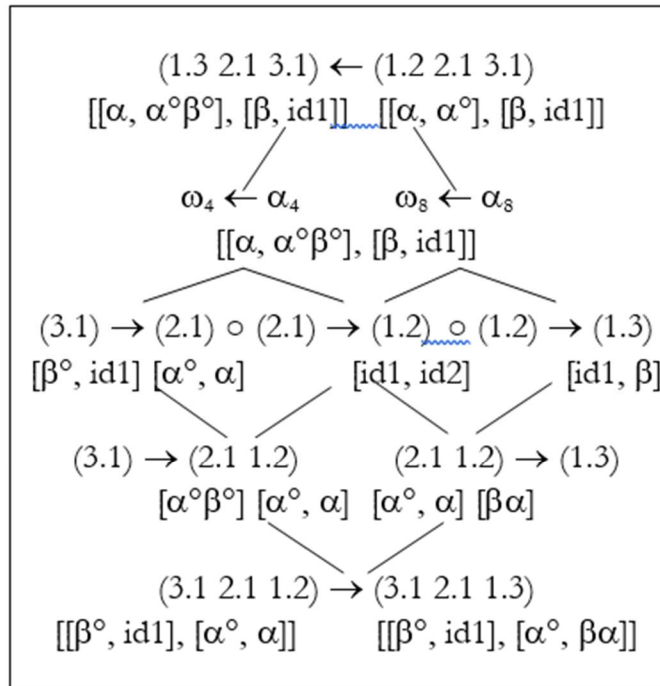 (1.3 2.1 3.1) ← (1.2 2.1 3.1)
[[α, α°β°], [β, id1]] [[α, α°], [β, id1]]
ω₄ ← α₄ ω₈ ← α₈
[[α, α°β°], [β, id1]]
(3.1) → (2.1) ○ (2.1) → (1.2) ○ (1.2) → (1.3)
[β°, id1] [α°, α] [id1, id2] [id1, β]
(3.1) → (2.1 1.2) (2.1 1.2) → (1.3)
[α°β°] [α°, α] [α°, α] [βα]
(3.1 2.1 1.2) → (3.1 2.1 1.3)
[[β°, id1], [α°, α]] [[β°, id1], [α°, βα]]